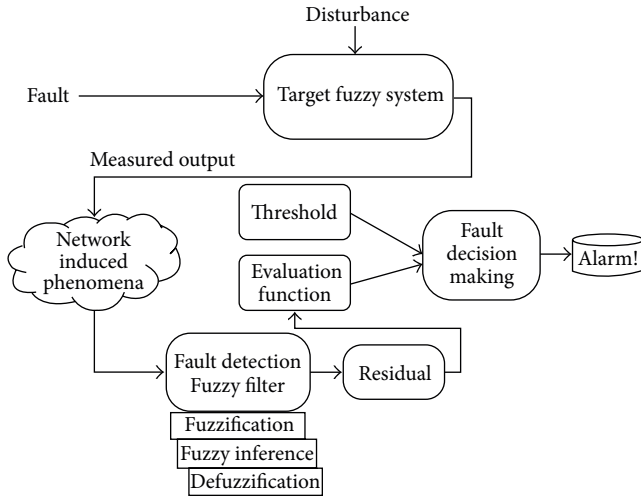 Disturbance
Fault
Target fuzzy system
Measured output
Network
induced
phenomena
Threshold
Evaluation
function
Fault
decision
making
Alarm!
Fault detection
Fuzzy filter
Residual
Fuzzification
Fuzzy inference
Defuzzification